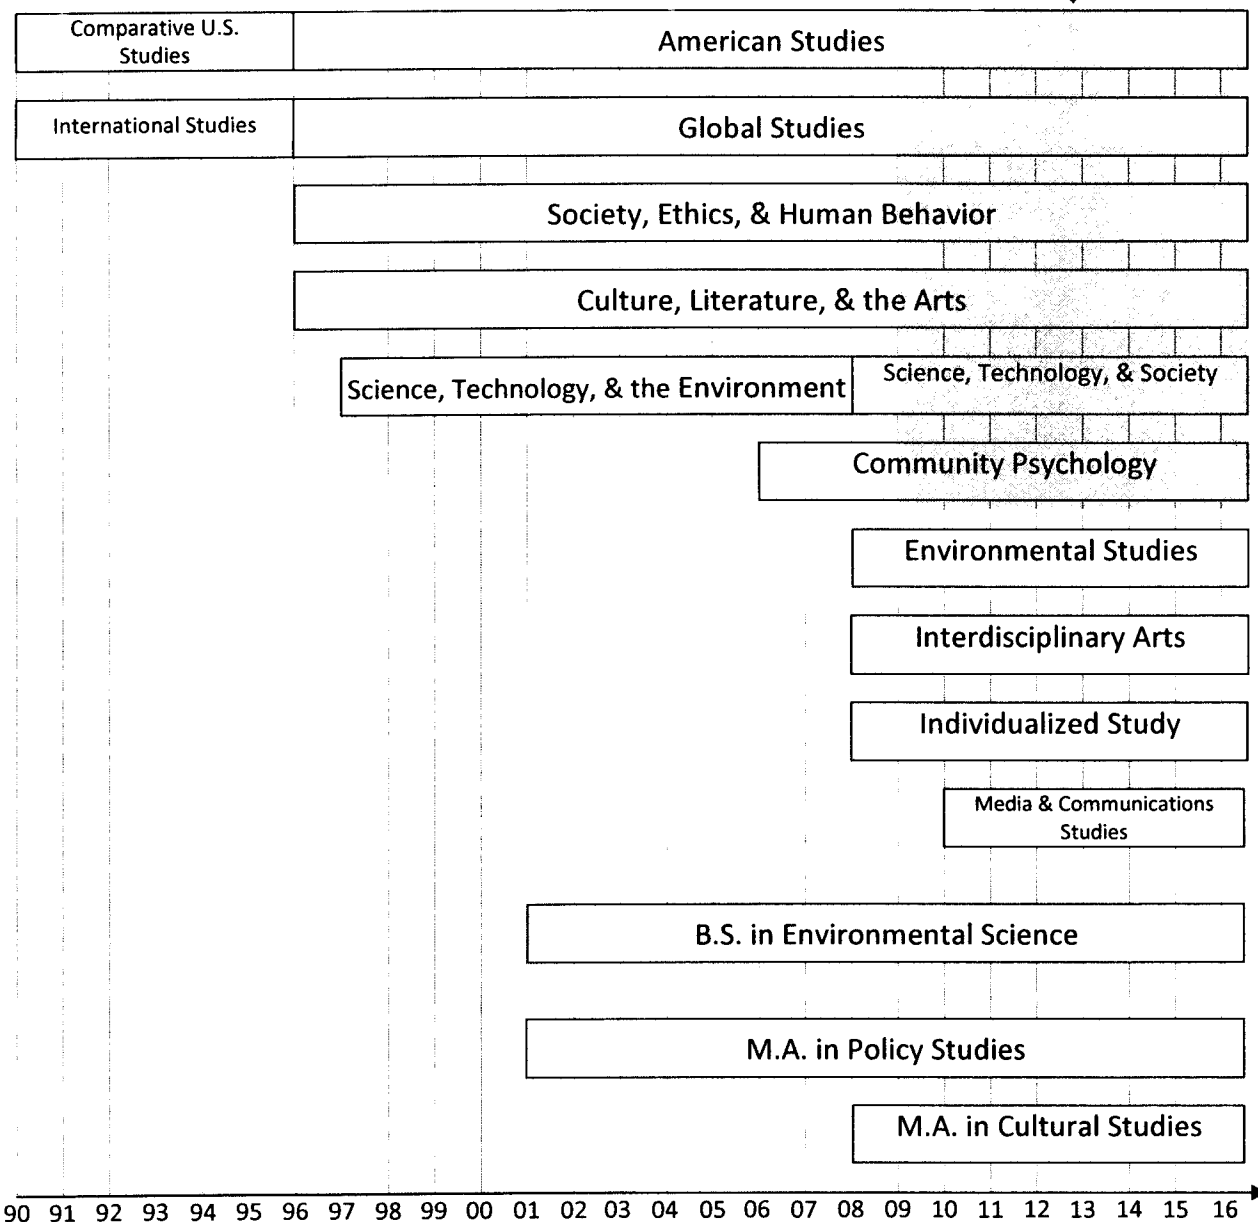 Comparative U.S.
Studies
American Studies
International Studies
Global Studies
Society, Ethics, & Human Behavior
Culture, Literature, & the Arts
Science, Technology, & the Environment
Science, Technology, & Society
Community Psychology
Environmental Studies
Interdisciplinary Arts
Individualized Study
Media & Communications
Studies
B.S. in Environmental Science
M.A. in Policy Studies
M.A. in Cultural Studies
90 91 92 93 94 95 96 97 98 99 00 01 02 03 04 05 06 07 08 09 10 11 12 13 14 15 16